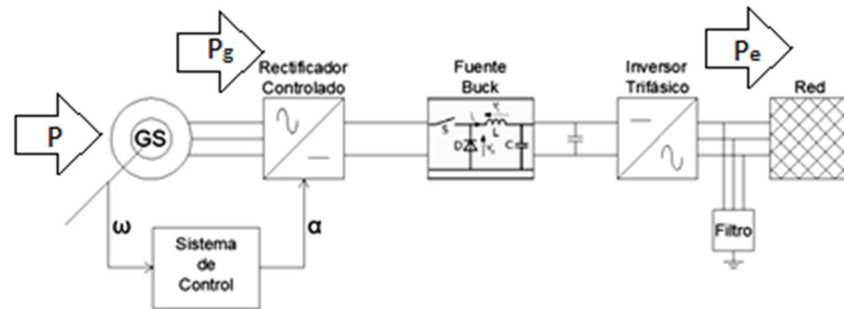 Pg
Pe
Rectificador
Controlado
Fuente
Buck
Inversor
Trifásico
Red
P
GS
S
L
D
C
ω
α
Sistema
de
Control
Filtro